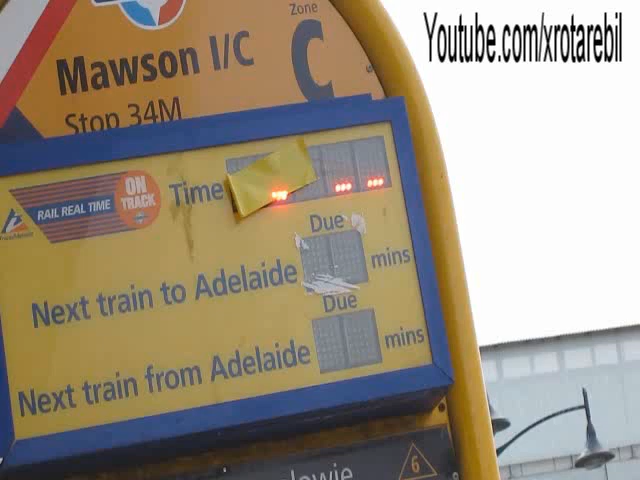 Youtube.com/xrotarebil
Zone
C
Mawson I/C
Stop 34M
RAIL REAL TIME
ON
TRACK
Time
Due
Next train to Adelaide mins
Due
Next train from Adelaide mins
6